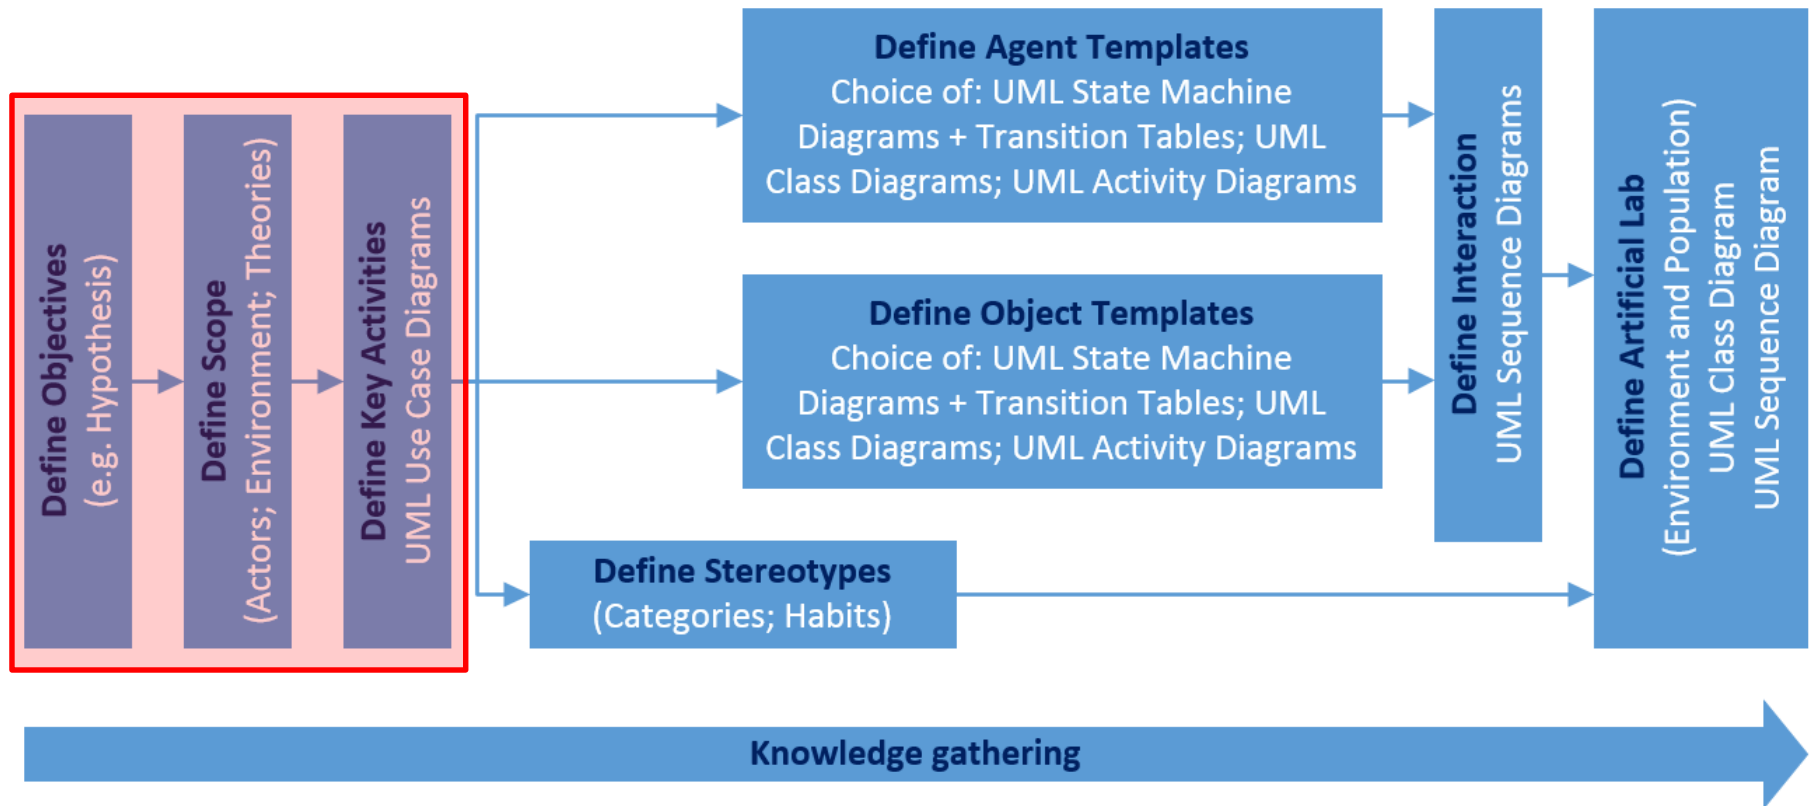 Define Objectives
(e.g. Hypothesis)
Define Scope
(Actors; Environment; Theories)
Define Key Activities
UML Use Case Diagrams
Define Agent Templates
Choice of: UML State Machine
Diagrams + Transition Tables; UML
Class Diagrams; UML Activity Diagrams
Define Object Templates
Choice of: UML State Machine
Diagrams + Transition Tables; UML
Class Diagrams; UML Activity Diagrams
Define Stereotypes
(Categories; Habits)
Define Interaction
UML Sequence Diagrams
Define Artificial Lab
(Environment and Population)
UML Class Diagram
UML Sequence Diagram
Knowledge gathering